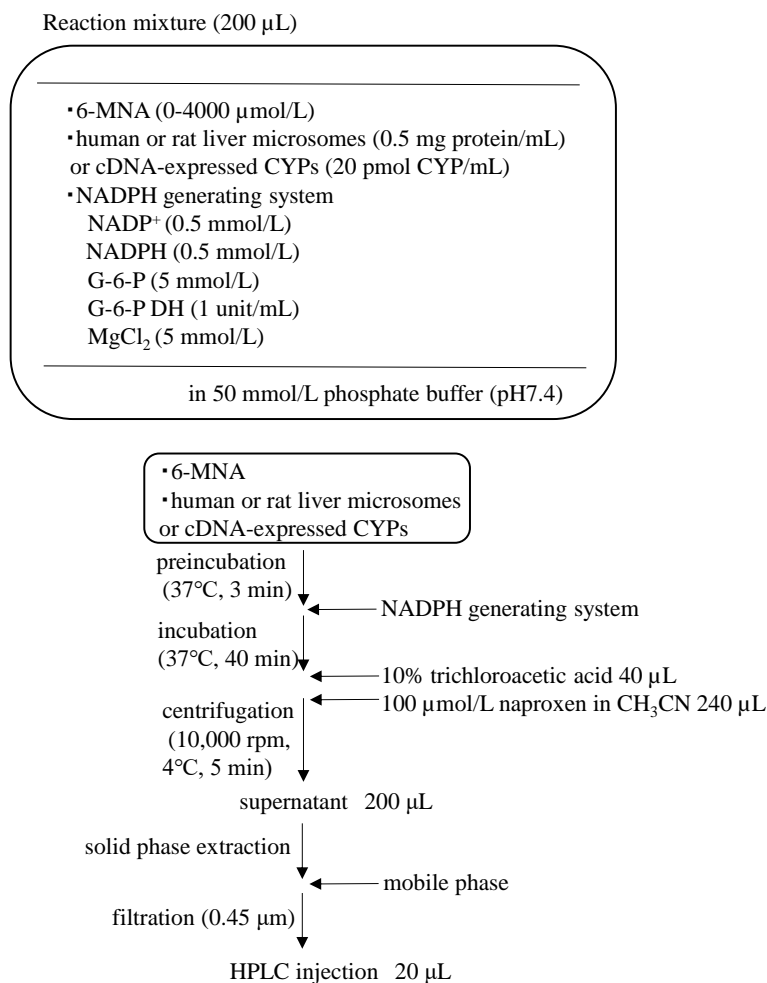 Reaction mixture (200 µL)
・6-MNA (0-4000 µmol/L)
・human or rat liver microsomes (0.5 mg protein/mL)
or cDNA-expressed CYPs (20 pmol CYP/mL)
・NADPH generating system
NADP⁺ (0.5 mmol/L)
NADPH (0.5 mmol/L)
G-6-P (5 mmol/L)
G-6-P DH (1 unit/mL)
MgCl₂ (5 mmol/L)
in 50 mmol/L phosphate buffer (pH7.4)
・6-MNA
・human or rat liver microsomes
or cDNA-expressed CYPs
preincubation
(37℃, 3 min)
NADPH generating system
incubation
(37℃, 40 min)
10% trichloroacetic acid 40 µL
100 µmol/L naproxen in CH₃CN 240 µL
centrifugation
(10,000 rpm,
4℃, 5 min)
supernatant 200 µL
solid phase extraction
mobile phase
filtration (0.45 µm)
HPLC injection 20 µL